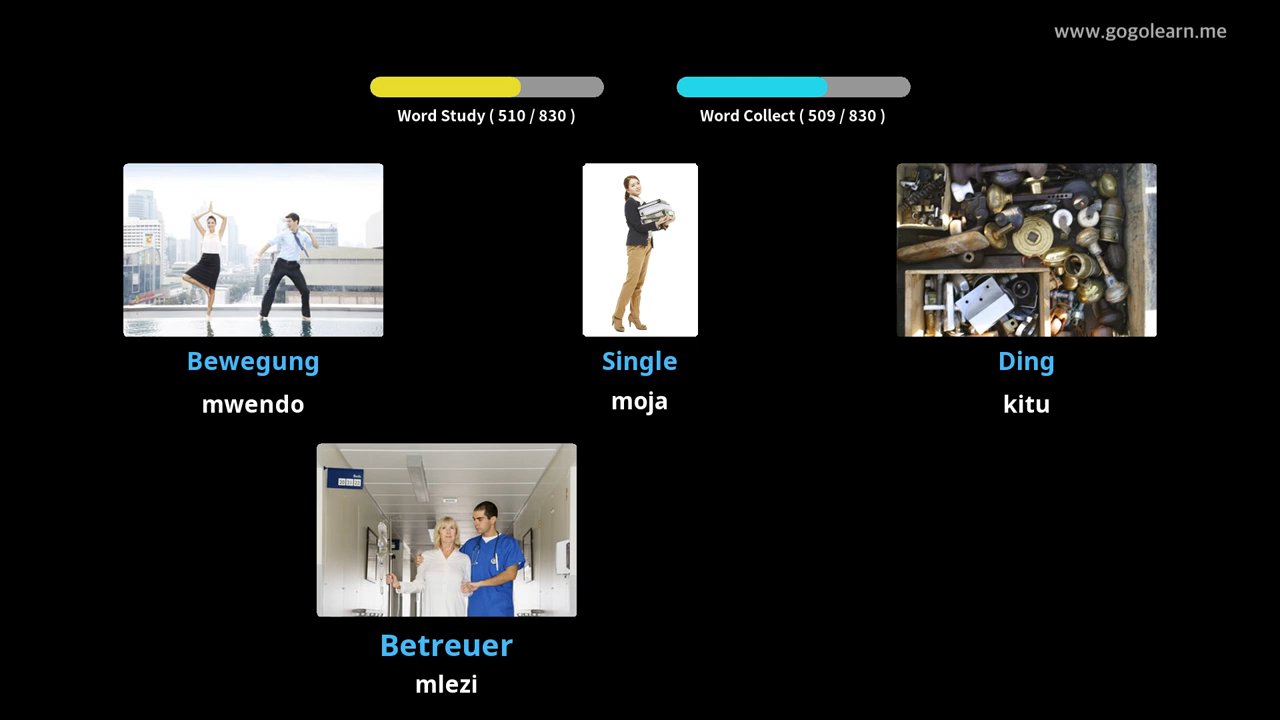 www.gogolearn.me
Word Study ( 510 / 830 )
Word Collect ( 509 / 830 )
Bewegung
mwendo
Single
moja
Ding
kitu
Betreuer
mlezi